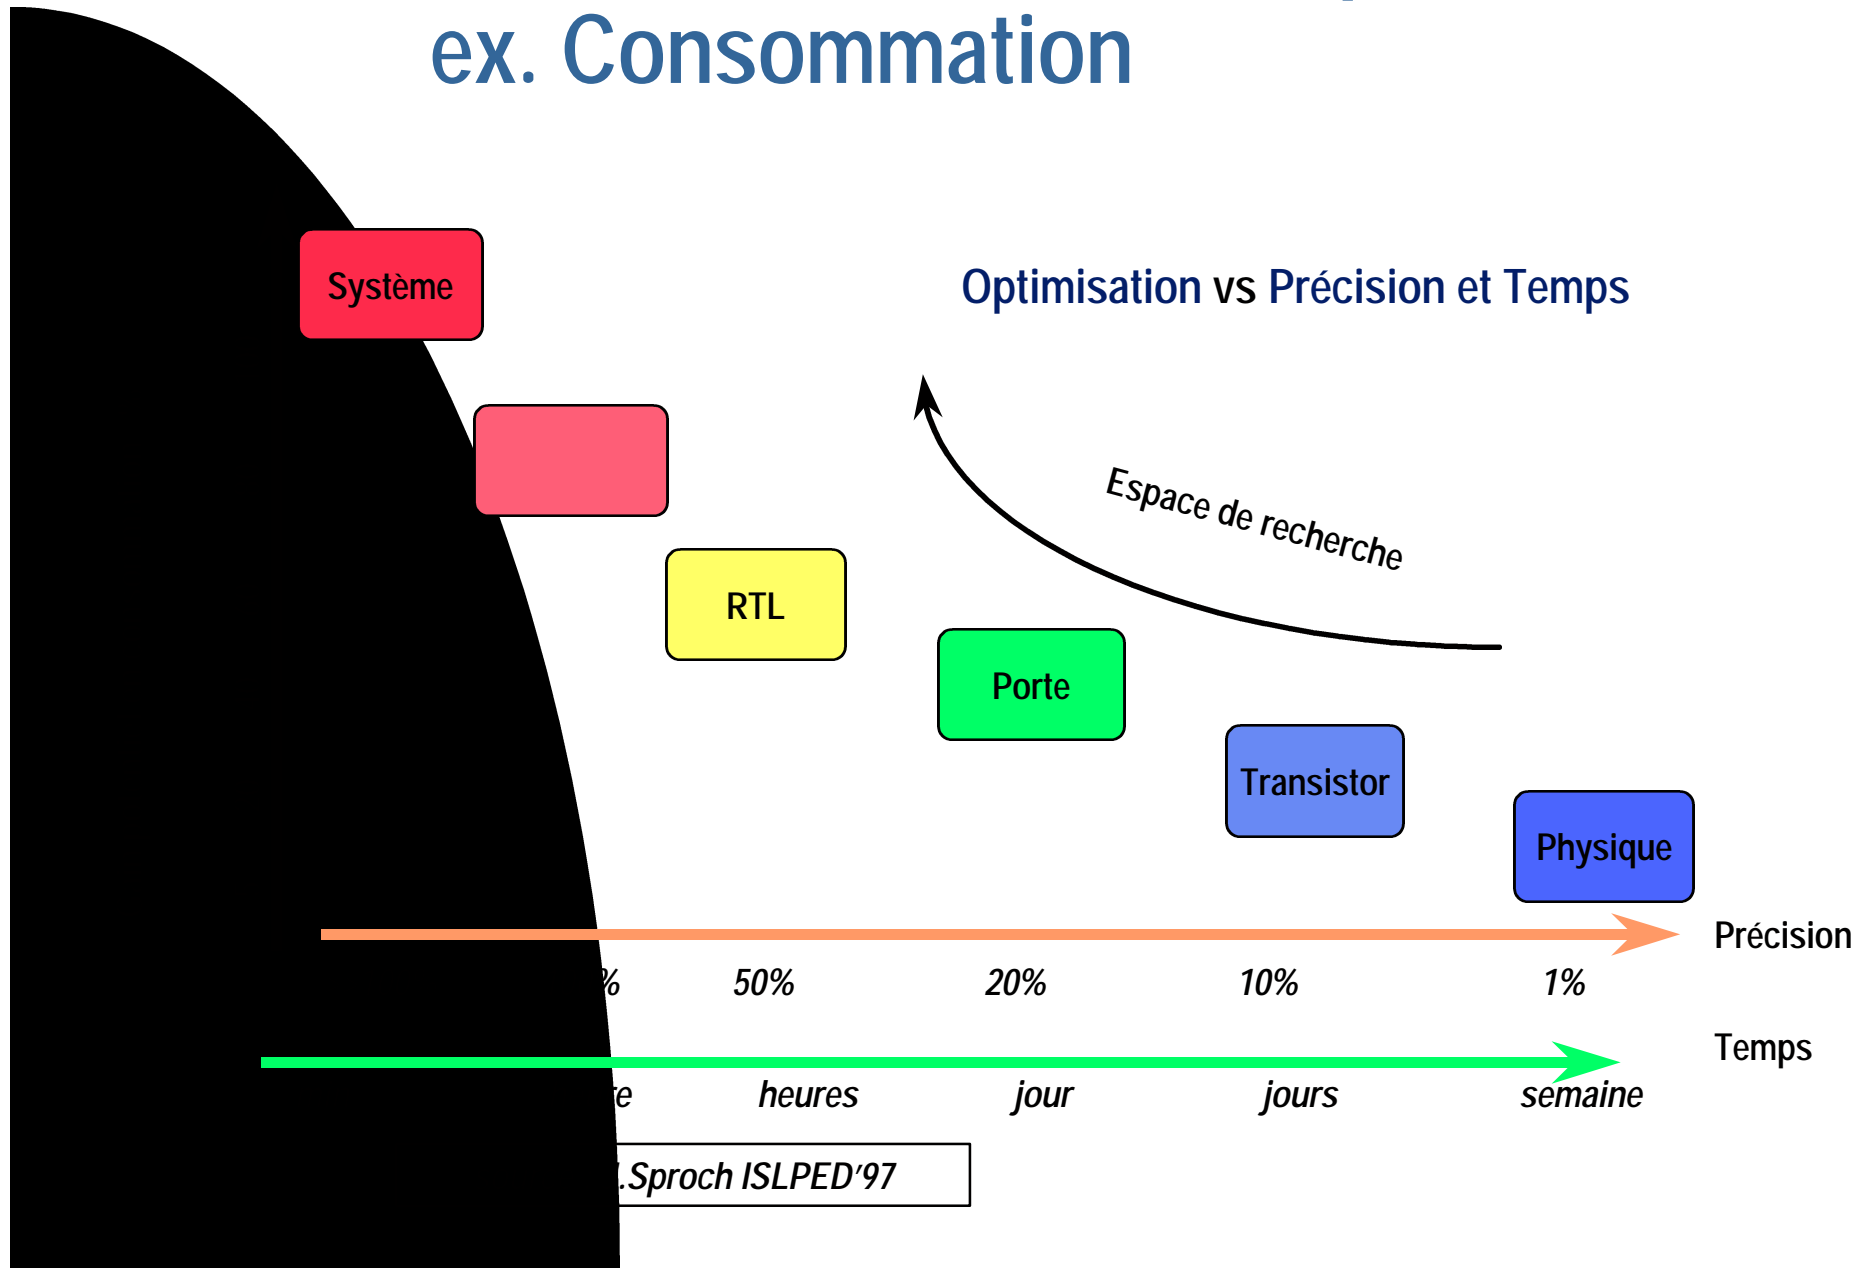 ex. Consommation
Système
Optimisation vs Précision et Temps
Espace de recherche
RTL
Porte
Transistor
Physique
Précision
% 50% 20% 10% 1%
Temps
heures jour jours semaine
.Sproch ISLPED'97